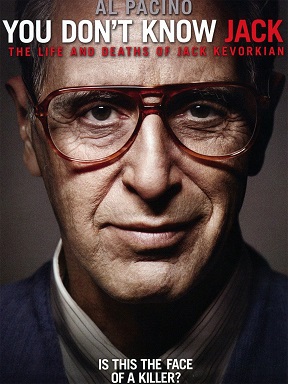 AL PACINO
YOU DON'T KNOW JACK
THE LIFE AND DEATHS OF JACK KEVORKIAN
IS THIS THE FACE
OF A KILLER?